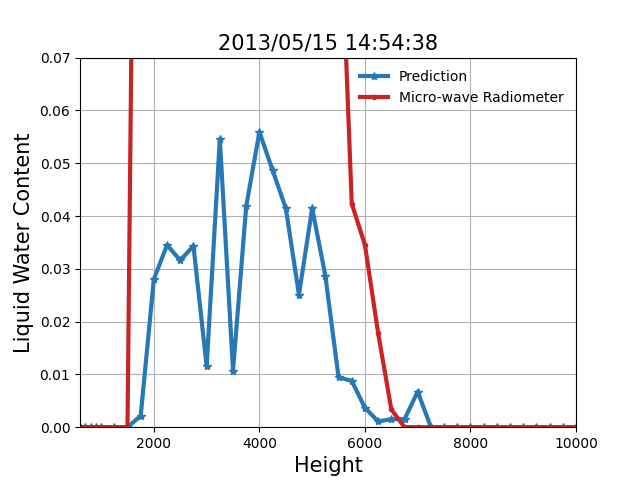 2013/05/15 14:54:38
Prediction
Micro-wave Radiometer
Liquid Water Content
0.07
0.06
0.05
0.04
0.03
0.02
0.01
0.00
2000 4000 6000 8000 10000
Height